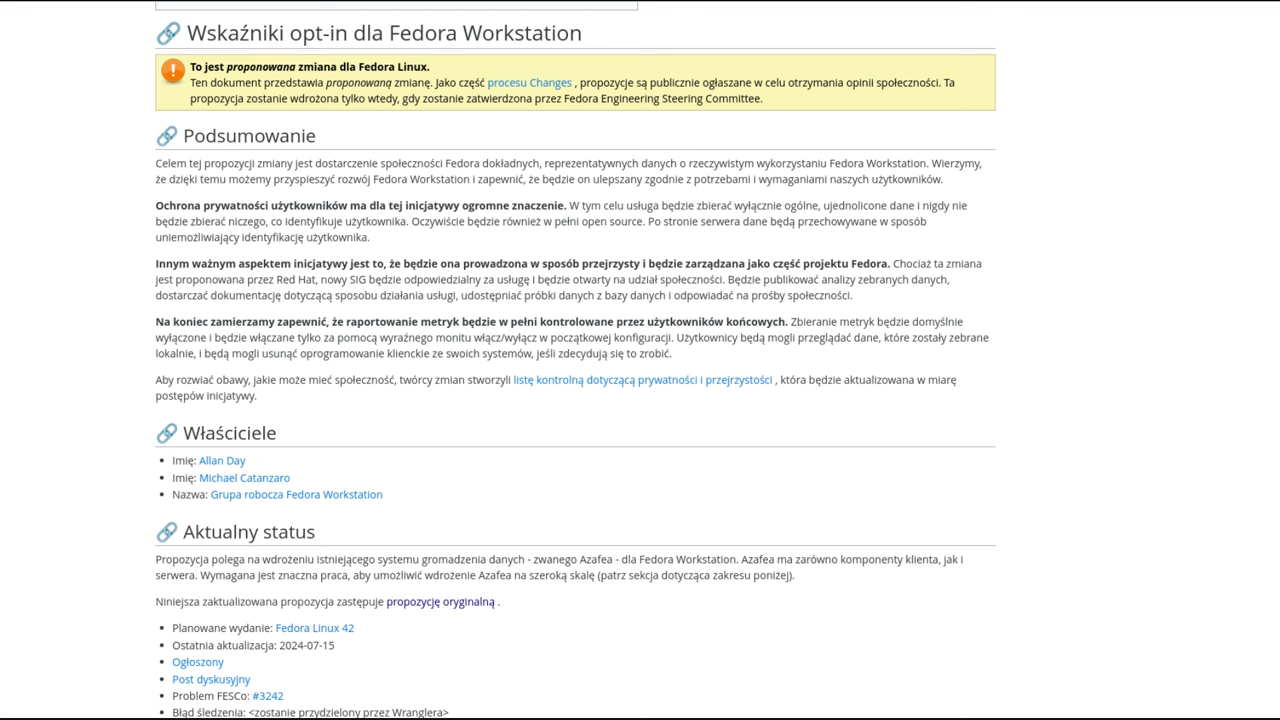 Wskaźniki opt-in dla Fedora Workstation
To jest proponowana zmiana dla Fedora Linux.
Ten dokument przedstawia proponowaną zmianę. Jako część procesu Changes , propozycje są publicznie ogłaszane w celu otrzymania opinii społeczności. Ta
propozycja zostanie wdrożona tylko wtedy, gdy zostanie zatwierdzona przez Fedora Engineering Steering Committee.
Podsumowanie
Celem tej propozycji zmiany jest dostarczenie społeczności Fedora dokładnych, reprezentatywnych danych o rzeczywistym wykorzystaniu Fedora Workstation. Wierzymy,
że dzięki temu możemy przyspieszyć rozwój Fedora Workstation i zapewnić, że będzie on ulepszany zgodnie z potrzebami i wymaganiami naszych użytkowników.
Ochrona prywatności użytkowników ma dla tej inicjatywy ogromne znaczenie. W tym celu usługa będzie zbierać wyłącznie ogólne, ujednolicone dane i nigdy nie
będzie zbierać niczego, co identyfikuje użytkownika. Oczywiście będzie również w pełni open source. Po stronie serwera dane będą przechowywane w sposób
uniemożliwiający identyfikację użytkownika.
Innym ważnym aspektem inicjatywy jest to, że będzie ona prowadzona w sposób przejrzysty i będzie zarządzana jako część projektu Fedora. Chociaż ta zmiana
jest proponowana przez Red Hat, nowy SIG będzie odpowiedzialny za usługę i będzie otwarty na udział społeczności. Będzie publikować analizy zebranych danych,
dostarczać dokumentację dotyczącą sposobu działania usługi, udostępniać próbki danych z bazy danych i odpowiadać na prośby społeczności.
Na koniec zamierzamy zapewnić, że raportowanie metryk będzie w pełni kontrolowane przez użytkowników końcowych. Zbieranie metryk będzie domyślnie
wyłączone i będzie włączane tylko za pomocą wyraźnego monitu włącz/wyłącz w początkowej konfiguracji. Użytkownicy będą mogli przeglądać dane, które zostały zebrane
lokalnie, i będą mogli usunąć oprogramowanie klienckie ze swoich systemów, jeśli zdecydują się to zrobić.
Aby rozwiać obawy, jakie może mieć społeczność, twórcy zmian stworzyli listę kontrolną dotyczącą prywatności i przejrzystości , która będzie aktualizowana w miarę
postępów inicjatywy.
Właściciele
Imię: Allan Day
Imię: Michael Catanzaro
Nazwa: Grupa robocza Fedora Workstation
Aktualny status
Propozycja polega na wdrożeniu istniejącego systemu gromadzenia danych - zwanego Azafea - dla Fedora Workstation. Azafea ma zarówno komponenty klienta, jak i
serwera. Wymagana jest znaczna praca, aby umożliwić wdrożenie Azafea na szeroką skalę (patrz sekcja dotycząca zakresu poniżej).
Niniejsza zaktualizowana propozycja zastępuje propozycję oryginalną .
Planowane wydanie: Fedora Linux 42
Ostatnia aktualizacja: 2024-07-15
Ogłoszony
Post dyskusyjny
Problem FESCo: #3242
Błąd śledzenia: <zostanie przydzielony przez Wranglera>